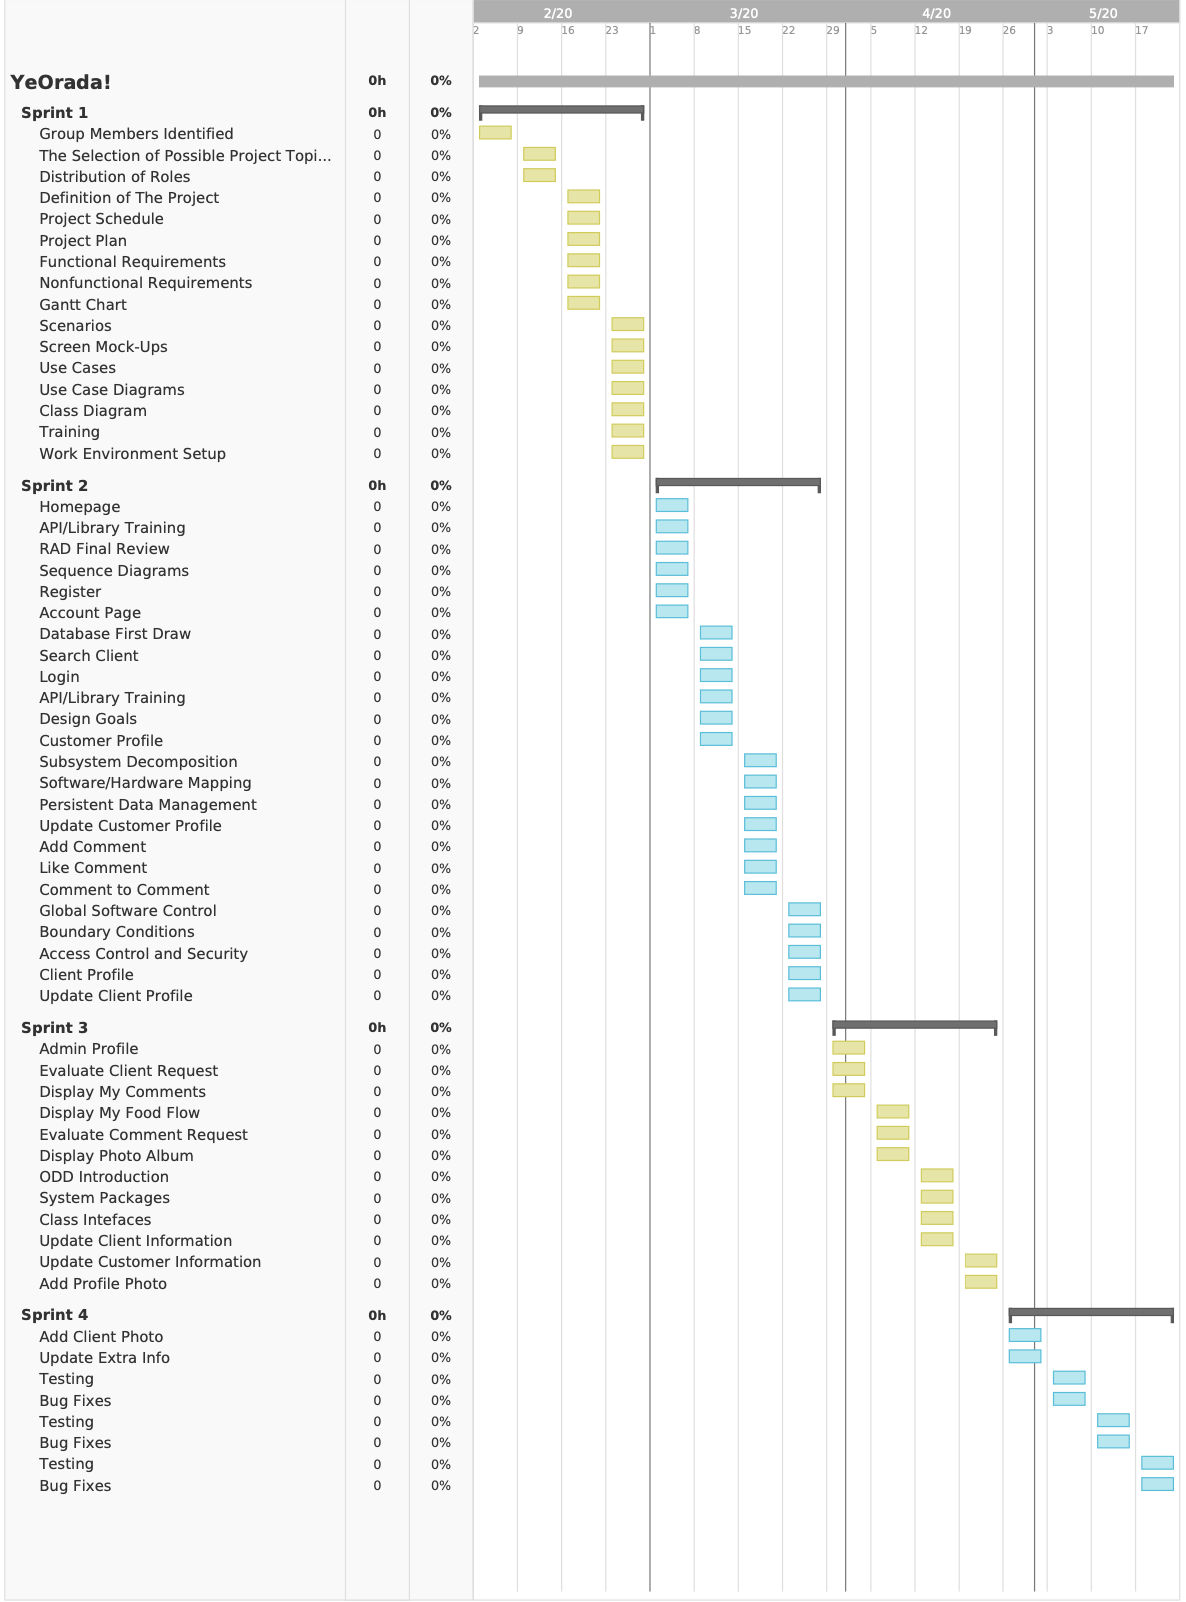 2/20 3/20 4/20 5/20
2 9 16 23 1 8 15 22 29 5 12 19 26 3 10 17
YeOrada! 0h 0%
Sprint 1 0h 0%
Group Members Identified 0 0%
The Selection of Possible Project Topi... 0 0%
Distribution of Roles 0 0%
Definition of The Project 0 0%
Project Schedule 0 0%
Project Plan 0 0%
Functional Requirements 0 0%
Nonfunctional Requirements 0 0%
Gantt Chart 0 0%
Scenarios 0 0%
Screen Mock-Ups 0 0%
Use Cases 0 0%
Use Case Diagrams 0 0%
Class Diagram 0 0%
Training 0 0%
Work Environment Setup 0 0%
Sprint 2 0h 0%
Homepage 0 0%
API/Library Training 0 0%
RAD Final Review 0 0%
Sequence Diagrams 0 0%
Register 0 0%
Account Page 0 0%
Database First Draw 0 0%
Search Client 0 0%
Login 0 0%
API/Library Training 0 0%
Design Goals 0 0%
Customer Profile 0 0%
Subsystem Decomposition 0 0%
Software/Hardware Mapping 0 0%
Persistent Data Management 0 0%
Update Customer Profile 0 0%
Add Comment 0 0%
Like Comment 0 0%
Comment to Comment 0 0%
Global Software Control 0 0%
Boundary Conditions 0 0%
Access Control and Security 0 0%
Client Profile 0 0%
Update Client Profile 0 0%
Sprint 3 0h 0%
Admin Profile 0 0%
Evaluate Client Request 0 0%
Display My Comments 0 0%
Display My Food Flow 0 0%
Evaluate Comment Request 0 0%
Display Photo Album 0 0%
ODD Introduction 0 0%
System Packages 0 0%
Class Intefaces 0 0%
Update Client Information 0 0%
Update Customer Information 0 0%
Add Profile Photo 0 0%
Sprint 4 0h 0%
Add Client Photo 0 0%
Update Extra Info 0 0%
Testing 0 0%
Bug Fixes 0 0%
Testing 0 0%
Bug Fixes 0 0%
Testing 0 0%
Bug Fixes 0 0%